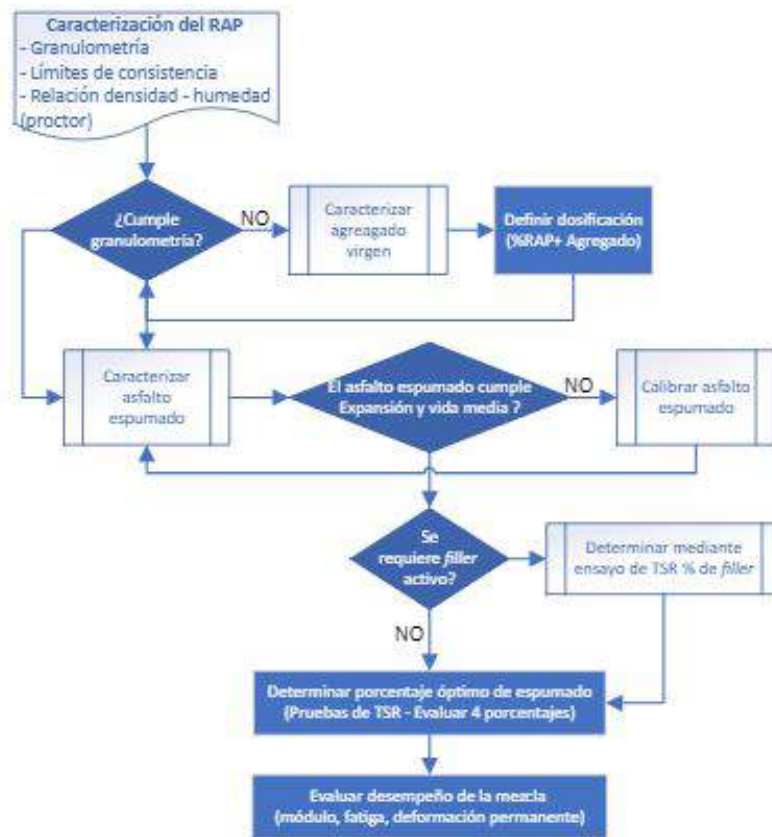 Caracterización del RAP
- Granulometría
- Límites de consistencia
- Relación densidad - humedad
(proctor)
¿Cumple
granulometría?
NO
Caracterizar
agreagado
virgen
Definir dosificación
(%RAP+ Agregado)
Caracterizar
asfalto
espumado
El asfalto espumado cumple
Expansión y vida media ?
NO
Calibrar asfalto
espumado
Se
requiere filler
activo?
Determinar mediante
ensayo de TSR % de filler
NO
Determinar porcentaje óptimo de espumado
(Pruebas de TSR - Evaluar 4 porcentajes)
Evaluar desempeño de la mezcla
(módulo, fatiga, deformación permanente)